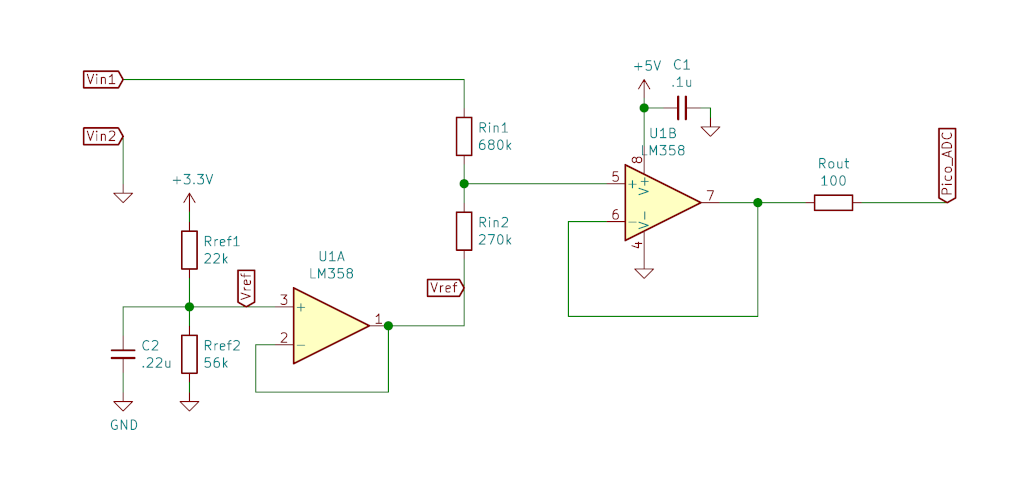 Vin1
Vin2
+3.3V
Rref1
22k
Vref
C2
.22u
Rref2
56k
GND
U1A
LM358
3
+
2
-
1
Rin1
680k
Rin2
270k
Vref
+5V
C1
.1u
U1B
LM358
8
5
+
V+
6
-
V-
4
7
Rout
100
Pico_ADC